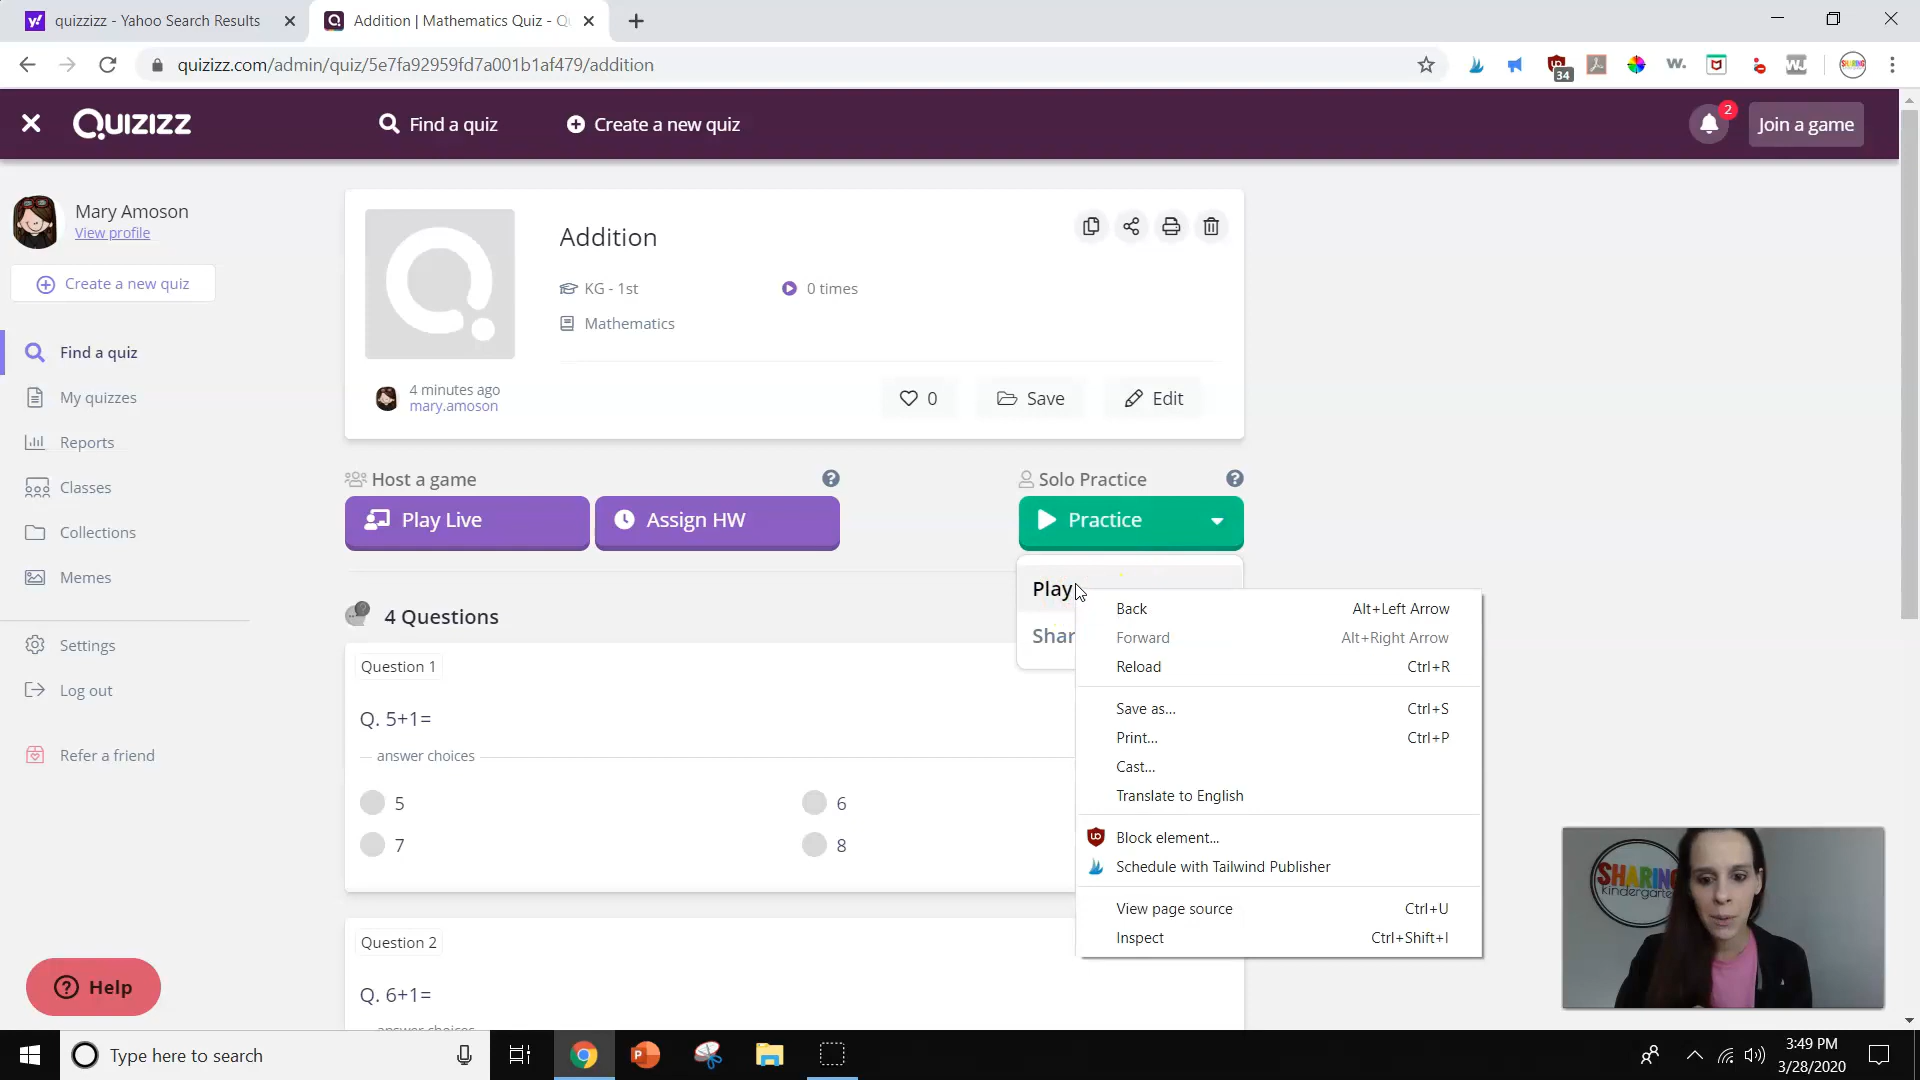 quizzizz - Yahoo Search Results
Addition | Mathematics Quiz - Q
quizizz.com/admin/quiz/5e7fa92959fd7a001b1af479/addition
34
Quizizz
Find a quiz
Create a new quiz
2
Join a game
Mary Amoson
View profile
Create a new quiz
Find a quiz
My quizzes
Reports
Classes
Collections
Memes
Settings
Log out
Refer a friend
Help
Addition
KG - 1st
0 times
Mathematics
4 minutes ago
mary.amoson
0
Save
Edit
Host a game
Solo Practice
Play Live
Assign HW
Practice
Play
Shar
4 Questions
Question 1
Q. 5+1=
answer choices
5
6
7
8
Question 2
Q. 6+1=
answer choices
Back Alt+Left Arrow
Forward Alt+Right Arrow
Reload Ctrl+R
Save as... Ctrl+S
Print... Ctrl+P
Cast...
Translate to English
Block element...
Schedule with Tailwind Publisher
View page source Ctrl+U
Inspect Ctrl+Shift+I
SHARING
kindergarte
Type here to search
3:49 PM
3/28/2020